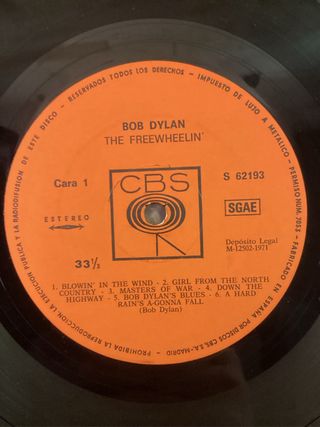 RESERVADOS TODOS LOS DERECHOS - IMPUESTO DE LUJO A METALICO - PERMISO NUM. 7053 - FABRICADO EN ESPAÑA POR DISCOS CBS, S.A.-MADRID - PROHIBIDA LA REPRODUCCION, LA EJECUCION PUBLICA Y LA RADIODIFUSION DE ESTE DISCO -
BOB DYLAN
THE FREEWHEELIN'
Cara 1
CBS
S 62193
ESTEREO
SGAE
33⅓
Depósito Legal
M-12502-1971
1. BLOWIN' IN THE WIND - 2. GIRL FROM THE NORTH
COUNTRY - 3. MASTERS OF WAR - 4. DOWN THE
HIGHWAY - 5. BOB DYLAN'S BLUES - 6. A HARD
RAIN'S A-GONNA FALL
(Bob Dylan)